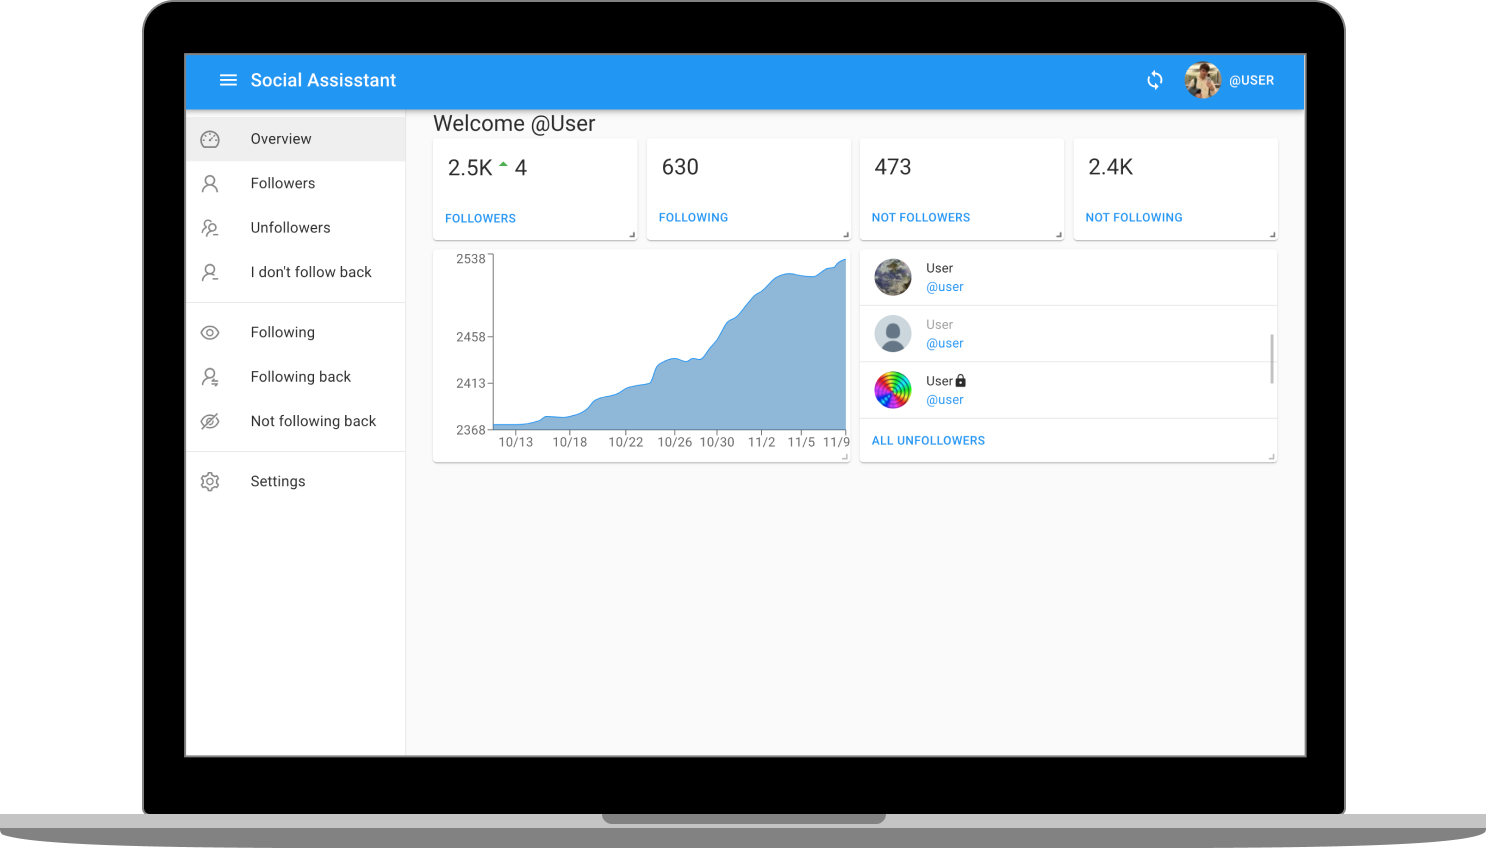 Social Assisstant
@USER
Overview
Followers
Unfollowers
I don't follow back
Following
Following back
Not following back
Settings
Welcome @User
2.5K 4
FOLLOWERS
630
FOLLOWING
473
NOT FOLLOWERS
2.4K
NOT FOLLOWING
2538
2458
2413
2368
10/13 10/18 10/22 10/26 10/30 11/2 11/5 11/9
User
@user
User
@user
User
@user
ALL UNFOLLOWERS